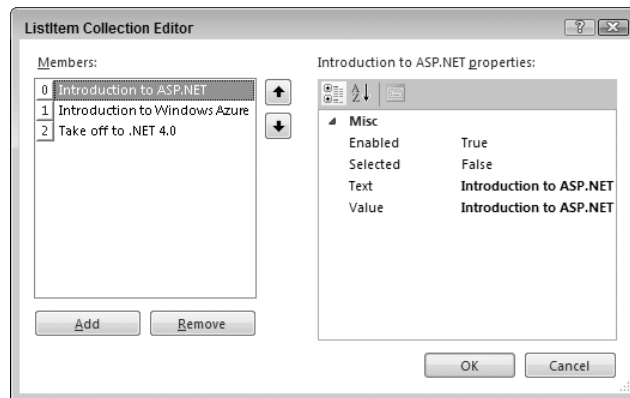 ListItem Collection Editor
Members:
0 Introduction to ASP.NET
1 Introduction to Windows Azure
2 Take off to .NET 4.0
Add
Remove
Introduction to ASP.NET properties:
A
Z
Misc
Enabled True
Selected False
Text Introduction to ASP.NET
Value Introduction to ASP.NET
OK
Cancel